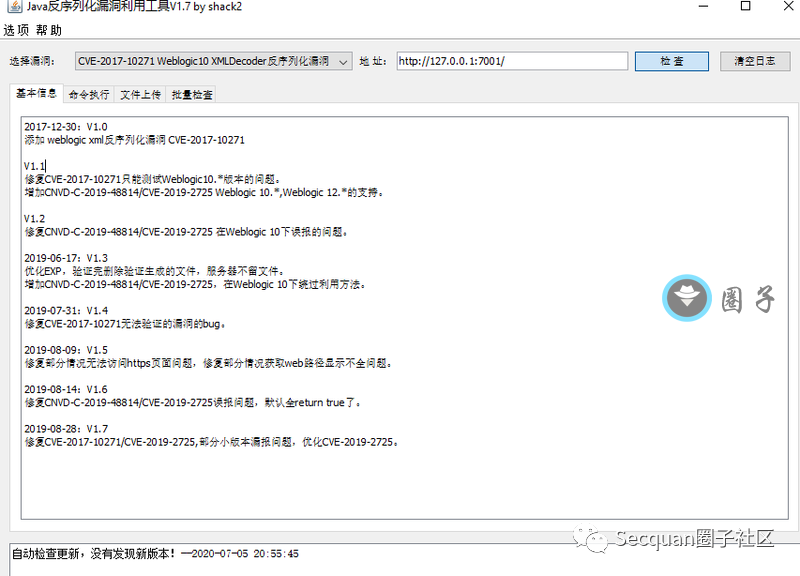 Java反序列化漏洞利用工具V1.7 by shack2
选项 帮助
选择漏洞: CVE-2017-10271 Weblogic10 XMLDecoder反序列化漏洞 地 址: http://127.0.0.1:7001/ 检 查 清空日志
基本信息 命令执行 文件上传 批量检查
2017-12-30: V1.0
添加 weblogic xml反序列化漏洞 CVE-2017-10271
V1.1
修复CVE-2017-10271只能测试Weblogic10.*版本的问题。
增加CNVD-C-2019-48814/CVE-2019-2725 Weblogic 10.*,Weblogic 12.*的支持。
V1.2
修复CNVD-C-2019-48814/CVE-2019-2725 在Weblogic 10下误报的问题。
2019-06-17: V1.3
优化EXP，验证完删除验证生成的文件，服务器不留文件。
增加CNVD-C-2019-48814/CVE-2019-2725，在Weblogic 10下绕过利用方法。
2019-07-31: V1.4
修复CVE-2017-10271无法验证的漏洞的bug。
2019-08-09: V1.5
修复部分情况无法访问https页面问题，修复部分情况获取web路径显示不全问题。
2019-08-14: V1.6
修复CNVD-C-2019-48814/CVE-2019-2725误报问题，默认全return true了。
2019-08-28: V1.7
修复CVE-2017-10271/CVE-2019-2725,部分小版本漏报问题，优化CVE-2019-2725。
圈子
Secquan圈子社区
自动检查更新，没有发现新版本！—2020-07-05 20:55:45